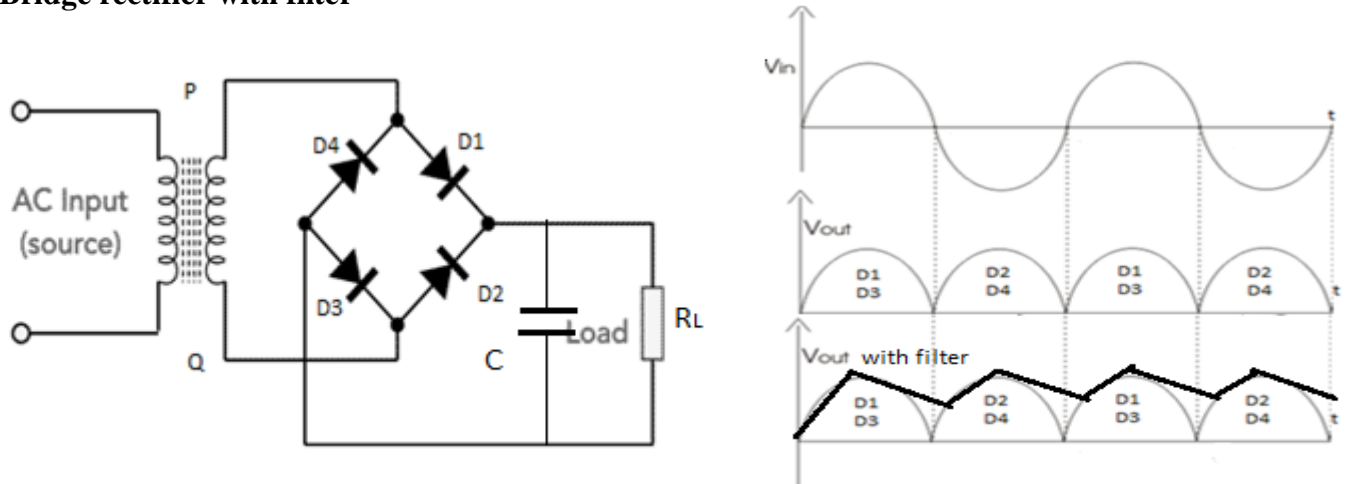 Bridge rectifier with filter
P
D4
D1
AC Input
(source)
D3
D2
Q
C
Load
RL
Vin
t
Vout
D1
D3
D2
D4
D1
D3
D2
D4
t
Vout with filter
D1
D3
D2
D4
D1
D3
D2
D4
t